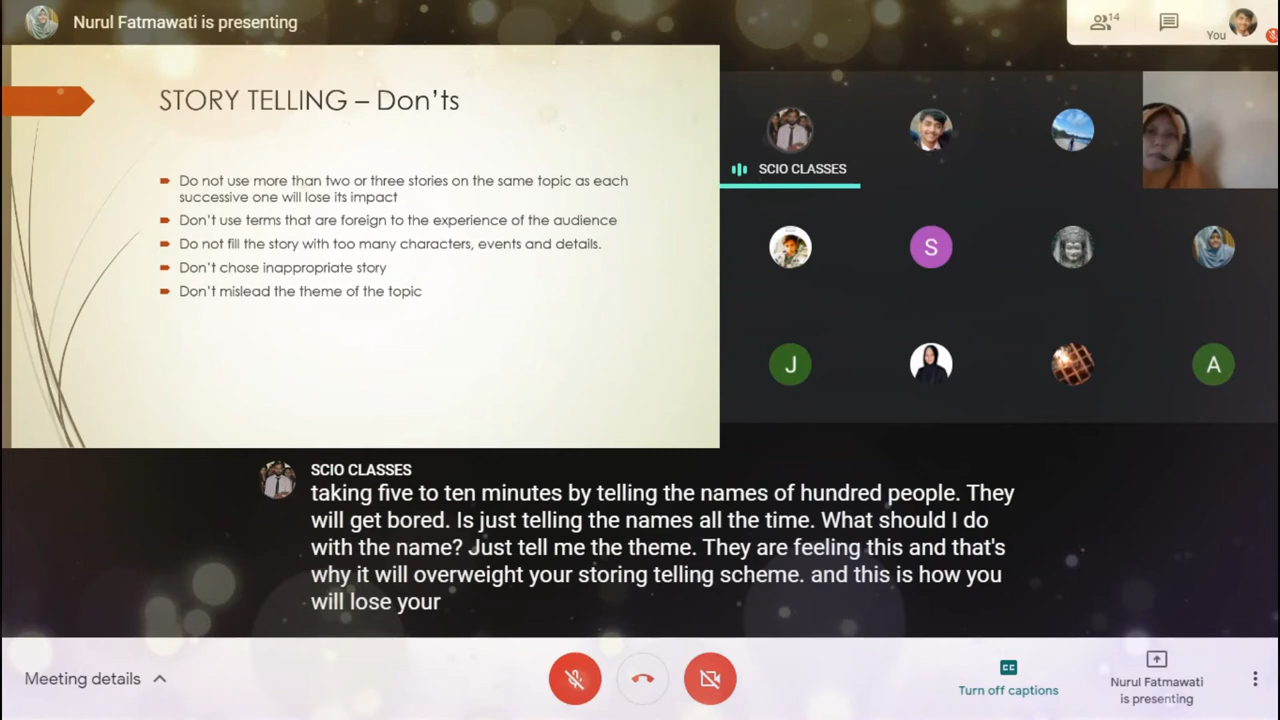 Nurul Fatmawati is presenting
14
You
STORY TELLING – Don'ts
Do not use more than two or three stories on the same topic as each
successive one will lose its impact
Don't use terms that are foreign to the experience of the audience
Do not fill the story with too many characters, events and details.
Don't chose inappropriate story
Don't mislead the theme of the topic
SCIO CLASSES
S
J
A
SCIO CLASSES
taking five to ten minutes by telling the names of hundred people. They
will get bored. Is just telling the names all the time. What should I do
with the name? Just tell me the theme. They are feeling this and that's
why it will overweight your storing telling scheme. and this is how you
will lose your
Meeting details
CC
Turn off captions
Nurul Fatmawati
is presenting